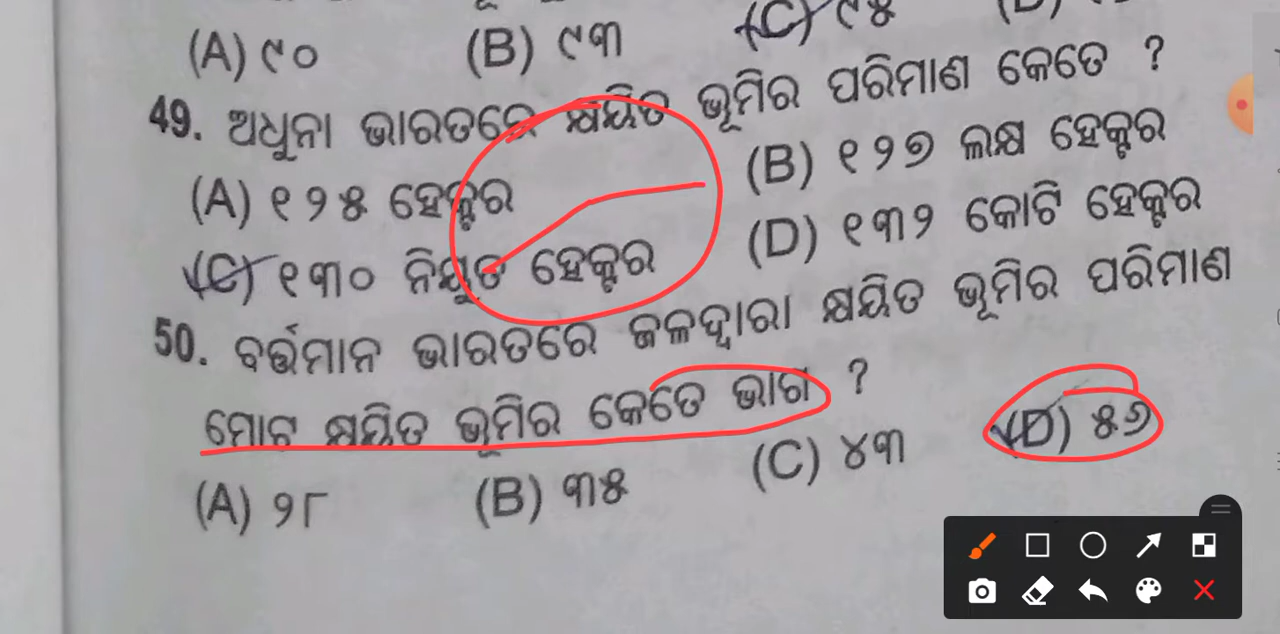 (A) ୯୦ (B) ୯୩ (C) ୯୫
49. ଅଧୁନା ଭାରତରେ କ୍ଷୟିତ ଭୂମିର ପରିମାଣ କେତେ ?
(A) ୧୨୫ ହେକ୍ଟର (B) ୧୨୭ ଲକ୍ଷ ହେକ୍ଟର
(C) ୧୩୦ ନିୟୁତ ହେକ୍ଟର (D) ୧୩୨ କୋଟି ହେକ୍ଟର
50. ବର୍ତ୍ତମାନ ଭାରତରେ ଜଳଦ୍ୱାରା କ୍ଷୟିତ ଭୂମିର ପରିମାଣ
ମୋଟ କ୍ଷୟିତ ଭୂମିର କେତେ ଭାଗ ?
(A) ୨୮ (B) ୩୫ (C) ୪୩ (D) ୫୬